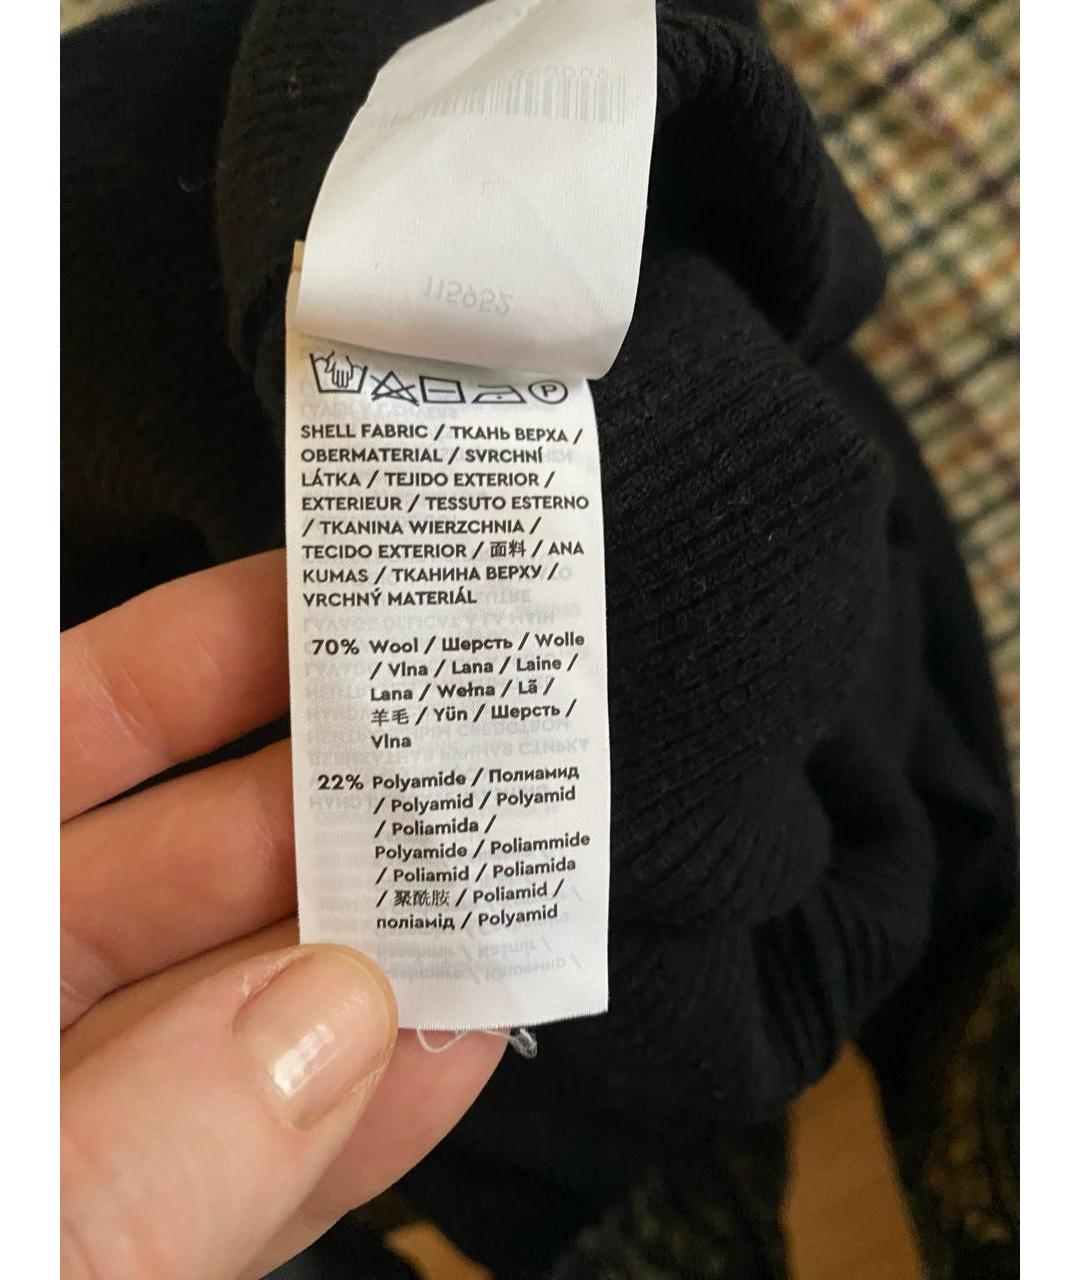 115952
P
SHELL FABRIC / ТКАНЬ ВЕРХА /
OBERMATERIAL / SVRCHNÍ
LÁTKA / TEJIDO EXTERIOR /
EXTERIEUR / TESSUTO ESTERNO
/ TKANINA WIERZCHNIA /
TECIDO EXTERIOR / 面料 / ANA
KUMAS / ТКАНИНА ВЕРХУ /
VRCHNÝ MATERIÁL
70% Wool / Шерсть / Wolle
/ Vlna / Lana / Laine /
Lana / Wełna / Lã /
羊毛 / Yün / Шерсть /
Vlna
22% Polyamide / Полиамид
/ Polyamid / Polyamid
/ Poliamida /
Polyamide / Poliammide
/ Poliamid / Poliamida
/ 聚酰胺 / Poliamid /
поліамід / Polyamid